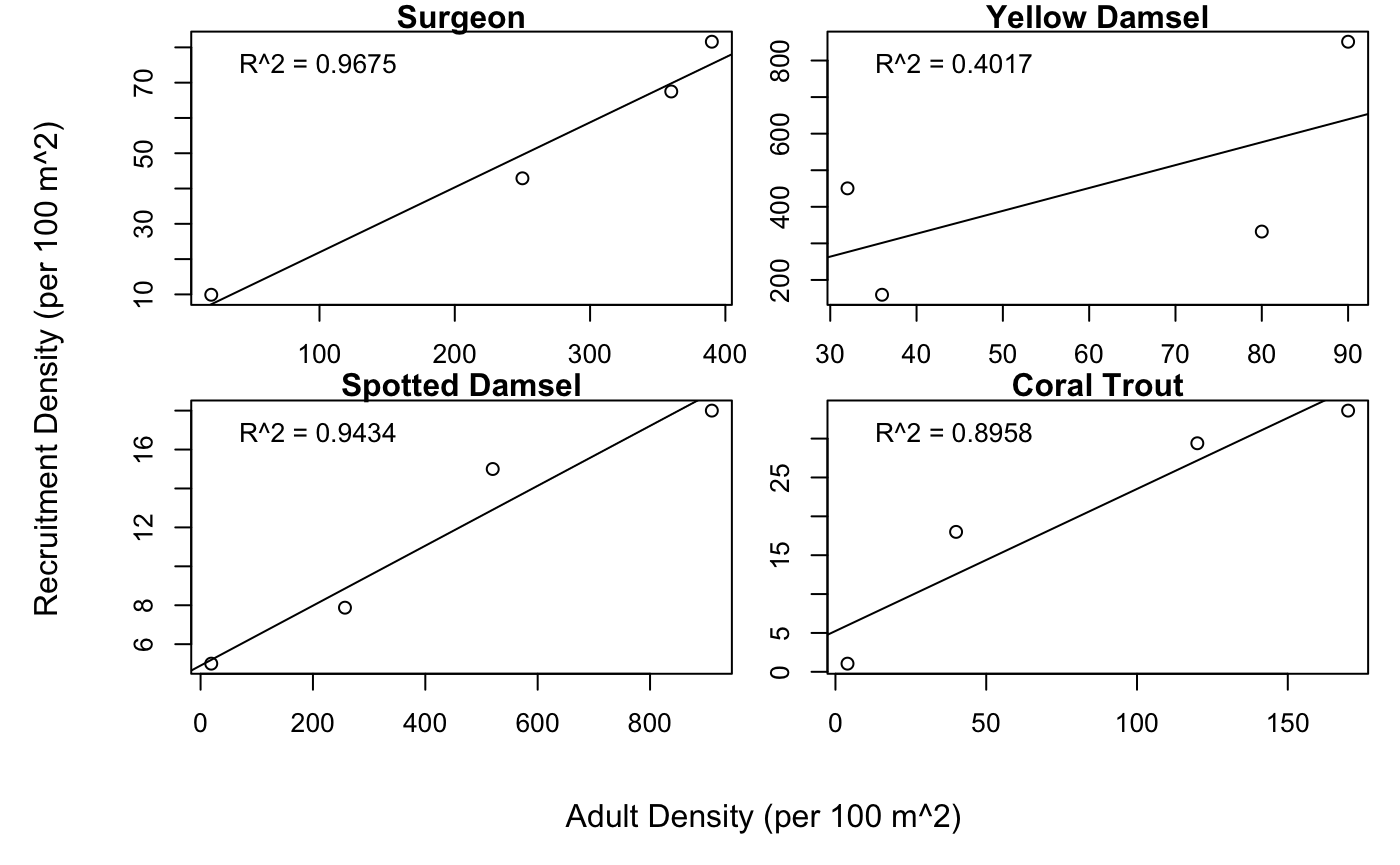 Surgeon
R^2 = 0.9675
70
50
30
10
100 200 300 400
Yellow Damsel
R^2 = 0.4017
800
600
400
200
30 40 50 60 70 80 90
Spotted Damsel
R^2 = 0.9434
16
12
8
6
0 200 400 600 800
Coral Trout
R^2 = 0.8958
25
15
5
0
0 50 100 150
Recruitment Density (per 100 m^2)
Adult Density (per 100 m^2)